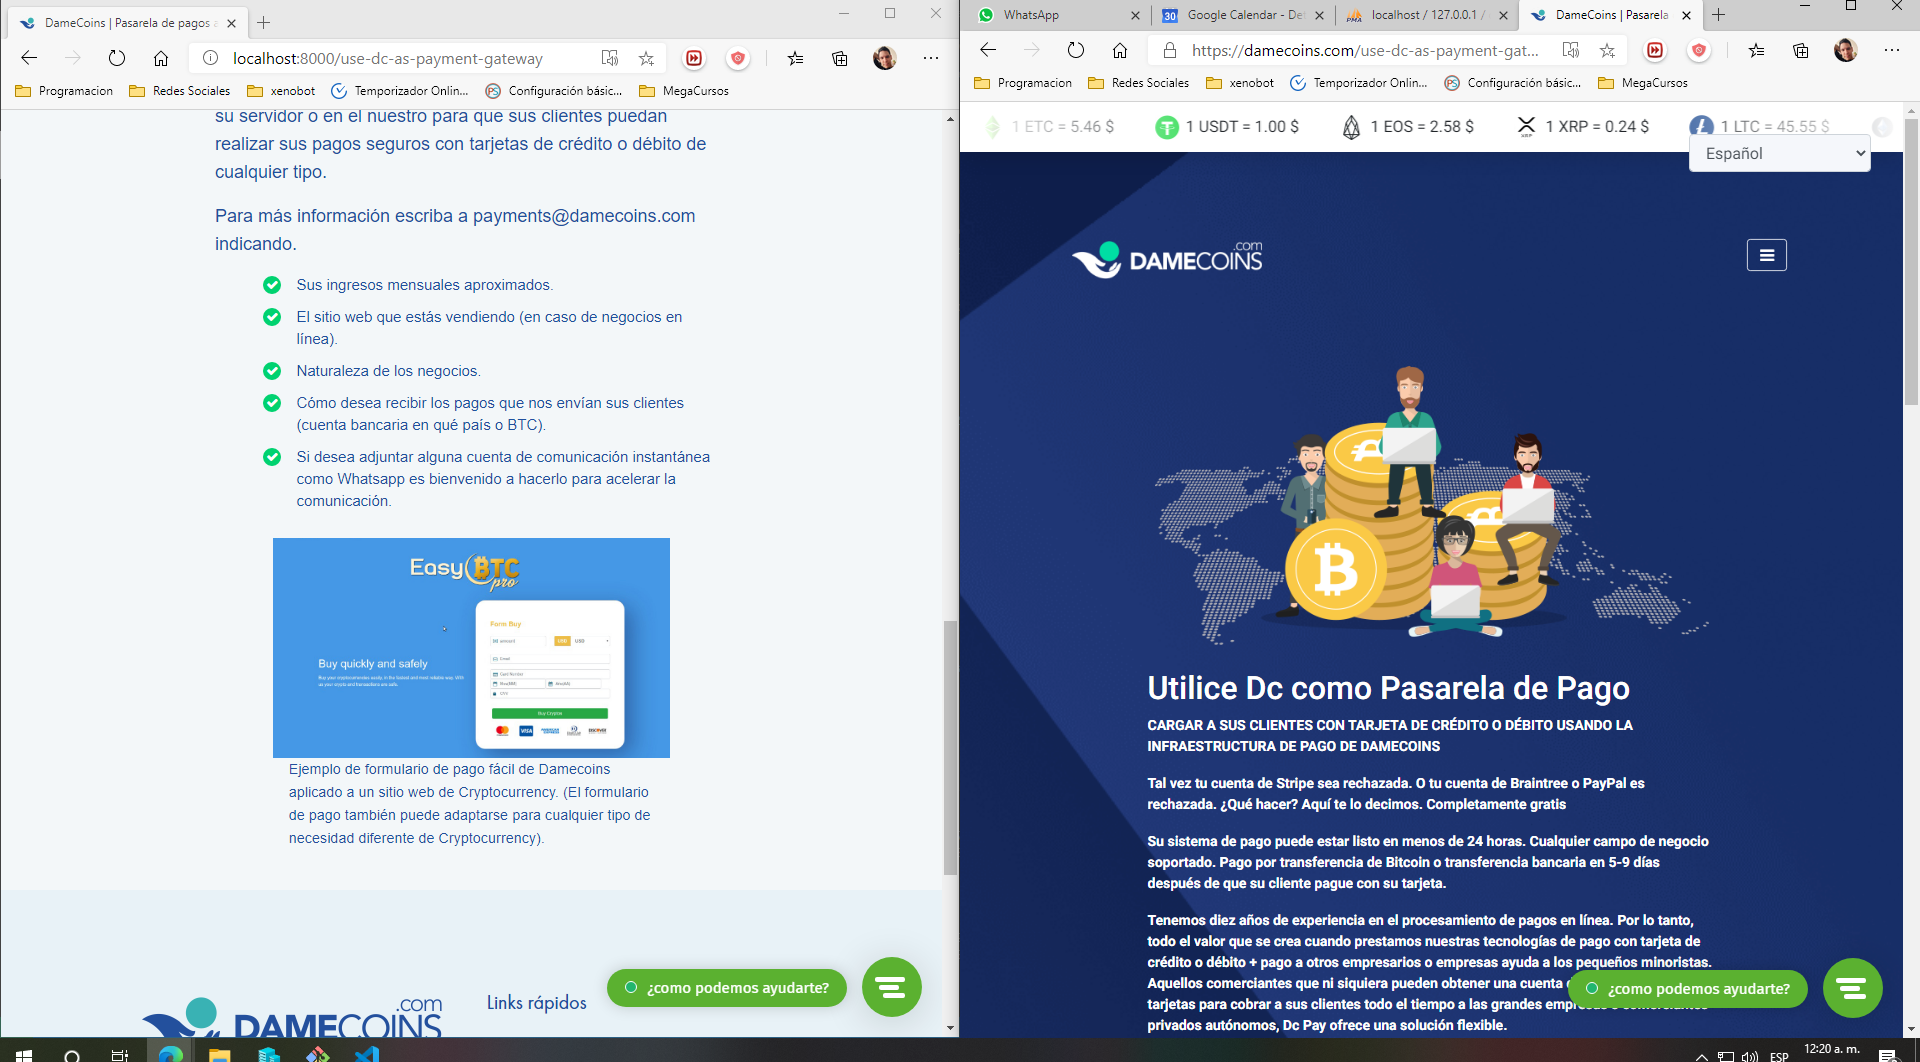 DameCoins | Pasarela de pagos a
localhost:8000/use-dc-as-payment-gateway
Programacion
Redes Sociales
xenobot
Temporizador Onlin...
Configuración básic...
MegaCursos
su servidor o en el nuestro para que sus clientes puedan
realizar sus pagos seguros con tarjetas de crédito o débito de
cualquier tipo.
Para más información escriba a payments@damecoins.com
indicando.
Sus ingresos mensuales aproximados.
El sitio web que estás vendiendo (en caso de negocios en
línea).
Naturaleza de los negocios.
Cómo desea recibir los pagos que nos envían sus clientes
(cuenta bancaria en qué país o BTC).
Si desea adjuntar alguna cuenta de comunicación instantánea
como Whatsapp es bienvenido a hacerlo para acelerar la
comunicación.
Easy BTC
pro
Form Buy
amount
USD
USD
Email
Card Number
CVV
Buy Cryptos
Buy quickly and safely
VISA
DISCOVER
Ejemplo de formulario de pago fácil de Damecoins
aplicado a un sitio web de Cryptocurrency. (El formulario
de pago también puede adaptarse para cualquier tipo de
necesidad diferente de Cryptocurrency).
DAMECOINS
.com
Links rápidos
¿como podemos ayudarte?
WhatsApp
30
Google Calendar - De
PMA
localhost / 127.0.0.1 /
DameCoins | Pasarela
https://damecoins.com/use-dc-as-payment-gat...
Programacion
Redes Sociales
xenobot
Temporizador Onlin...
Configuración básic...
MegaCursos
1 ETC = 5.46 $
1 USDT = 1.00 $
1 EOS = 2.58 $
1 XRP = 0.24 $
1 LTC = 45.55 $
Español
DAMECOINS
.com
Utilice Dc como Pasarela de Pago
CARGAR A SUS CLIENTES CON TARJETA DE CRÉDITO O DÉBITO USANDO LA
INFRAESTRUCTURA DE PAGO DE DAMECOINS
Tal vez tu cuenta de Stripe sea rechazada. O tu cuenta de Braintree o PayPal es
rechazada. ¿Qué hacer? Aquí te lo decimos. Completamente gratis
Su sistema de pago puede estar listo en menos de 24 horas. Cualquier campo de negocio
soportado. Pago por transferencia de Bitcoin o transferencia bancaria en 5-9 días
después de que su cliente pague con su tarjeta.
Tenemos diez años de experiencia en el procesamiento de pagos en línea. Por lo tanto,
todo el valor que se crea cuando prestamos nuestras tecnologías de pago con tarjeta de
crédito o débito + pago a otros empresarios o empresas ayuda a los pequeños minoristas.
Aquellos comerciantes que ni siquiera pueden obtener una cuenta
tarjetas para cobrar a sus clientes todo el tiempo a las grandes
privados autónomos, Dc Pay ofrece una solución flexible.
¿como podemos ayudarte?
ESP
12:20 a. m.